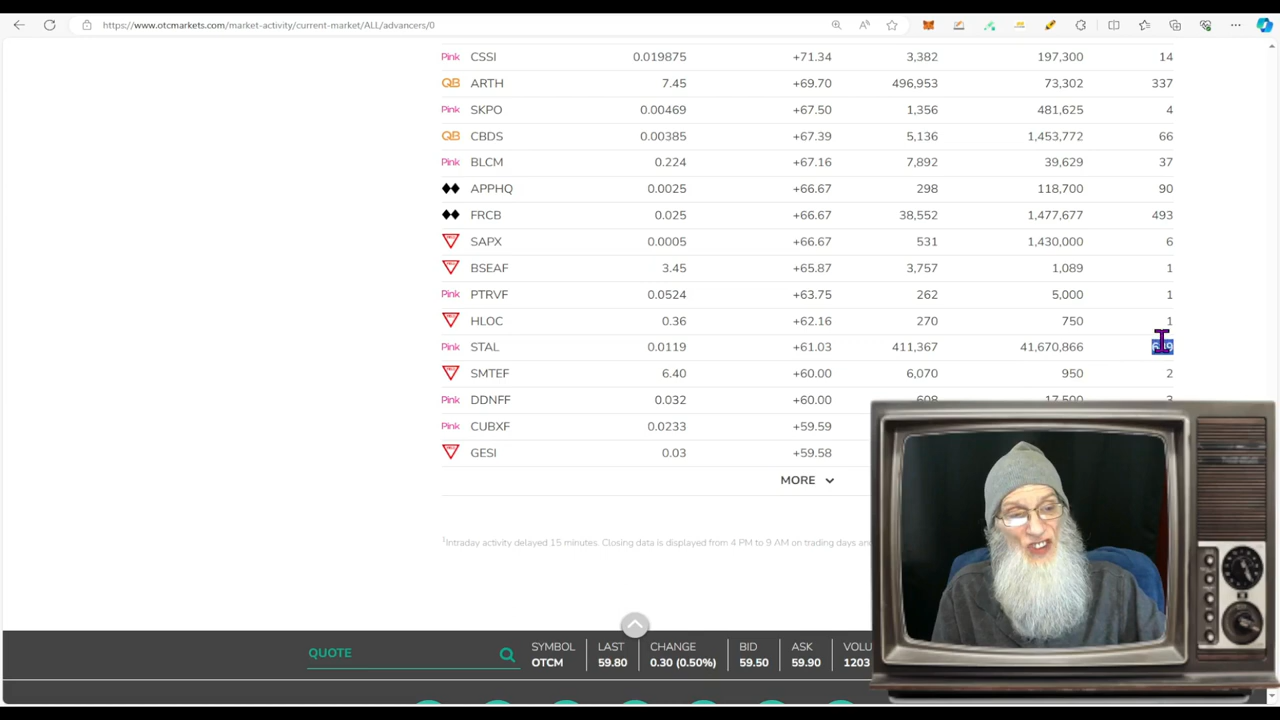 https://www.otcmarkets.com/market-activity/current-market/ALL/advancers/0
Pink CSSI 0.019875 +71.34 3,382 197,300 14
QB ARTH 7.45 +69.70 496,953 73,302 337
Pink SKPO 0.00469 +67.50 1,356 481,625 4
QB CBDS 0.00385 +67.39 5,136 1,453,772 66
Pink BLCM 0.224 +67.16 7,892 39,629 37
APPHQ 0.0025 +66.67 298 118,700 90
FRCB 0.025 +66.67 38,552 1,477,677 493
SAPX 0.0005 +66.67 531 1,430,000 6
BSEAF 3.45 +65.87 3,757 1,089 1
Pink PTRVF 0.0524 +63.75 262 5,000 1
HLOC 0.36 +62.16 270 750 1
Pink STAL 0.0119 +61.03 411,367 41,670,866
SMTEF 6.40 +60.00 6,070 950 2
Pink DDNFF 0.032 +60.00 608 17,500 3
Pink CUBXF 0.0233 +59.59
GESI 0.03 +59.58
MORE
1Intraday activity delayed 15 minutes. Closing data is displayed from 4 PM to 9 AM on trading days and
QUOTE
SYMBOL LAST CHANGE BID ASK VOLU
OTCM 59.80 0.30 (0.50%) 59.50 59.90 1203